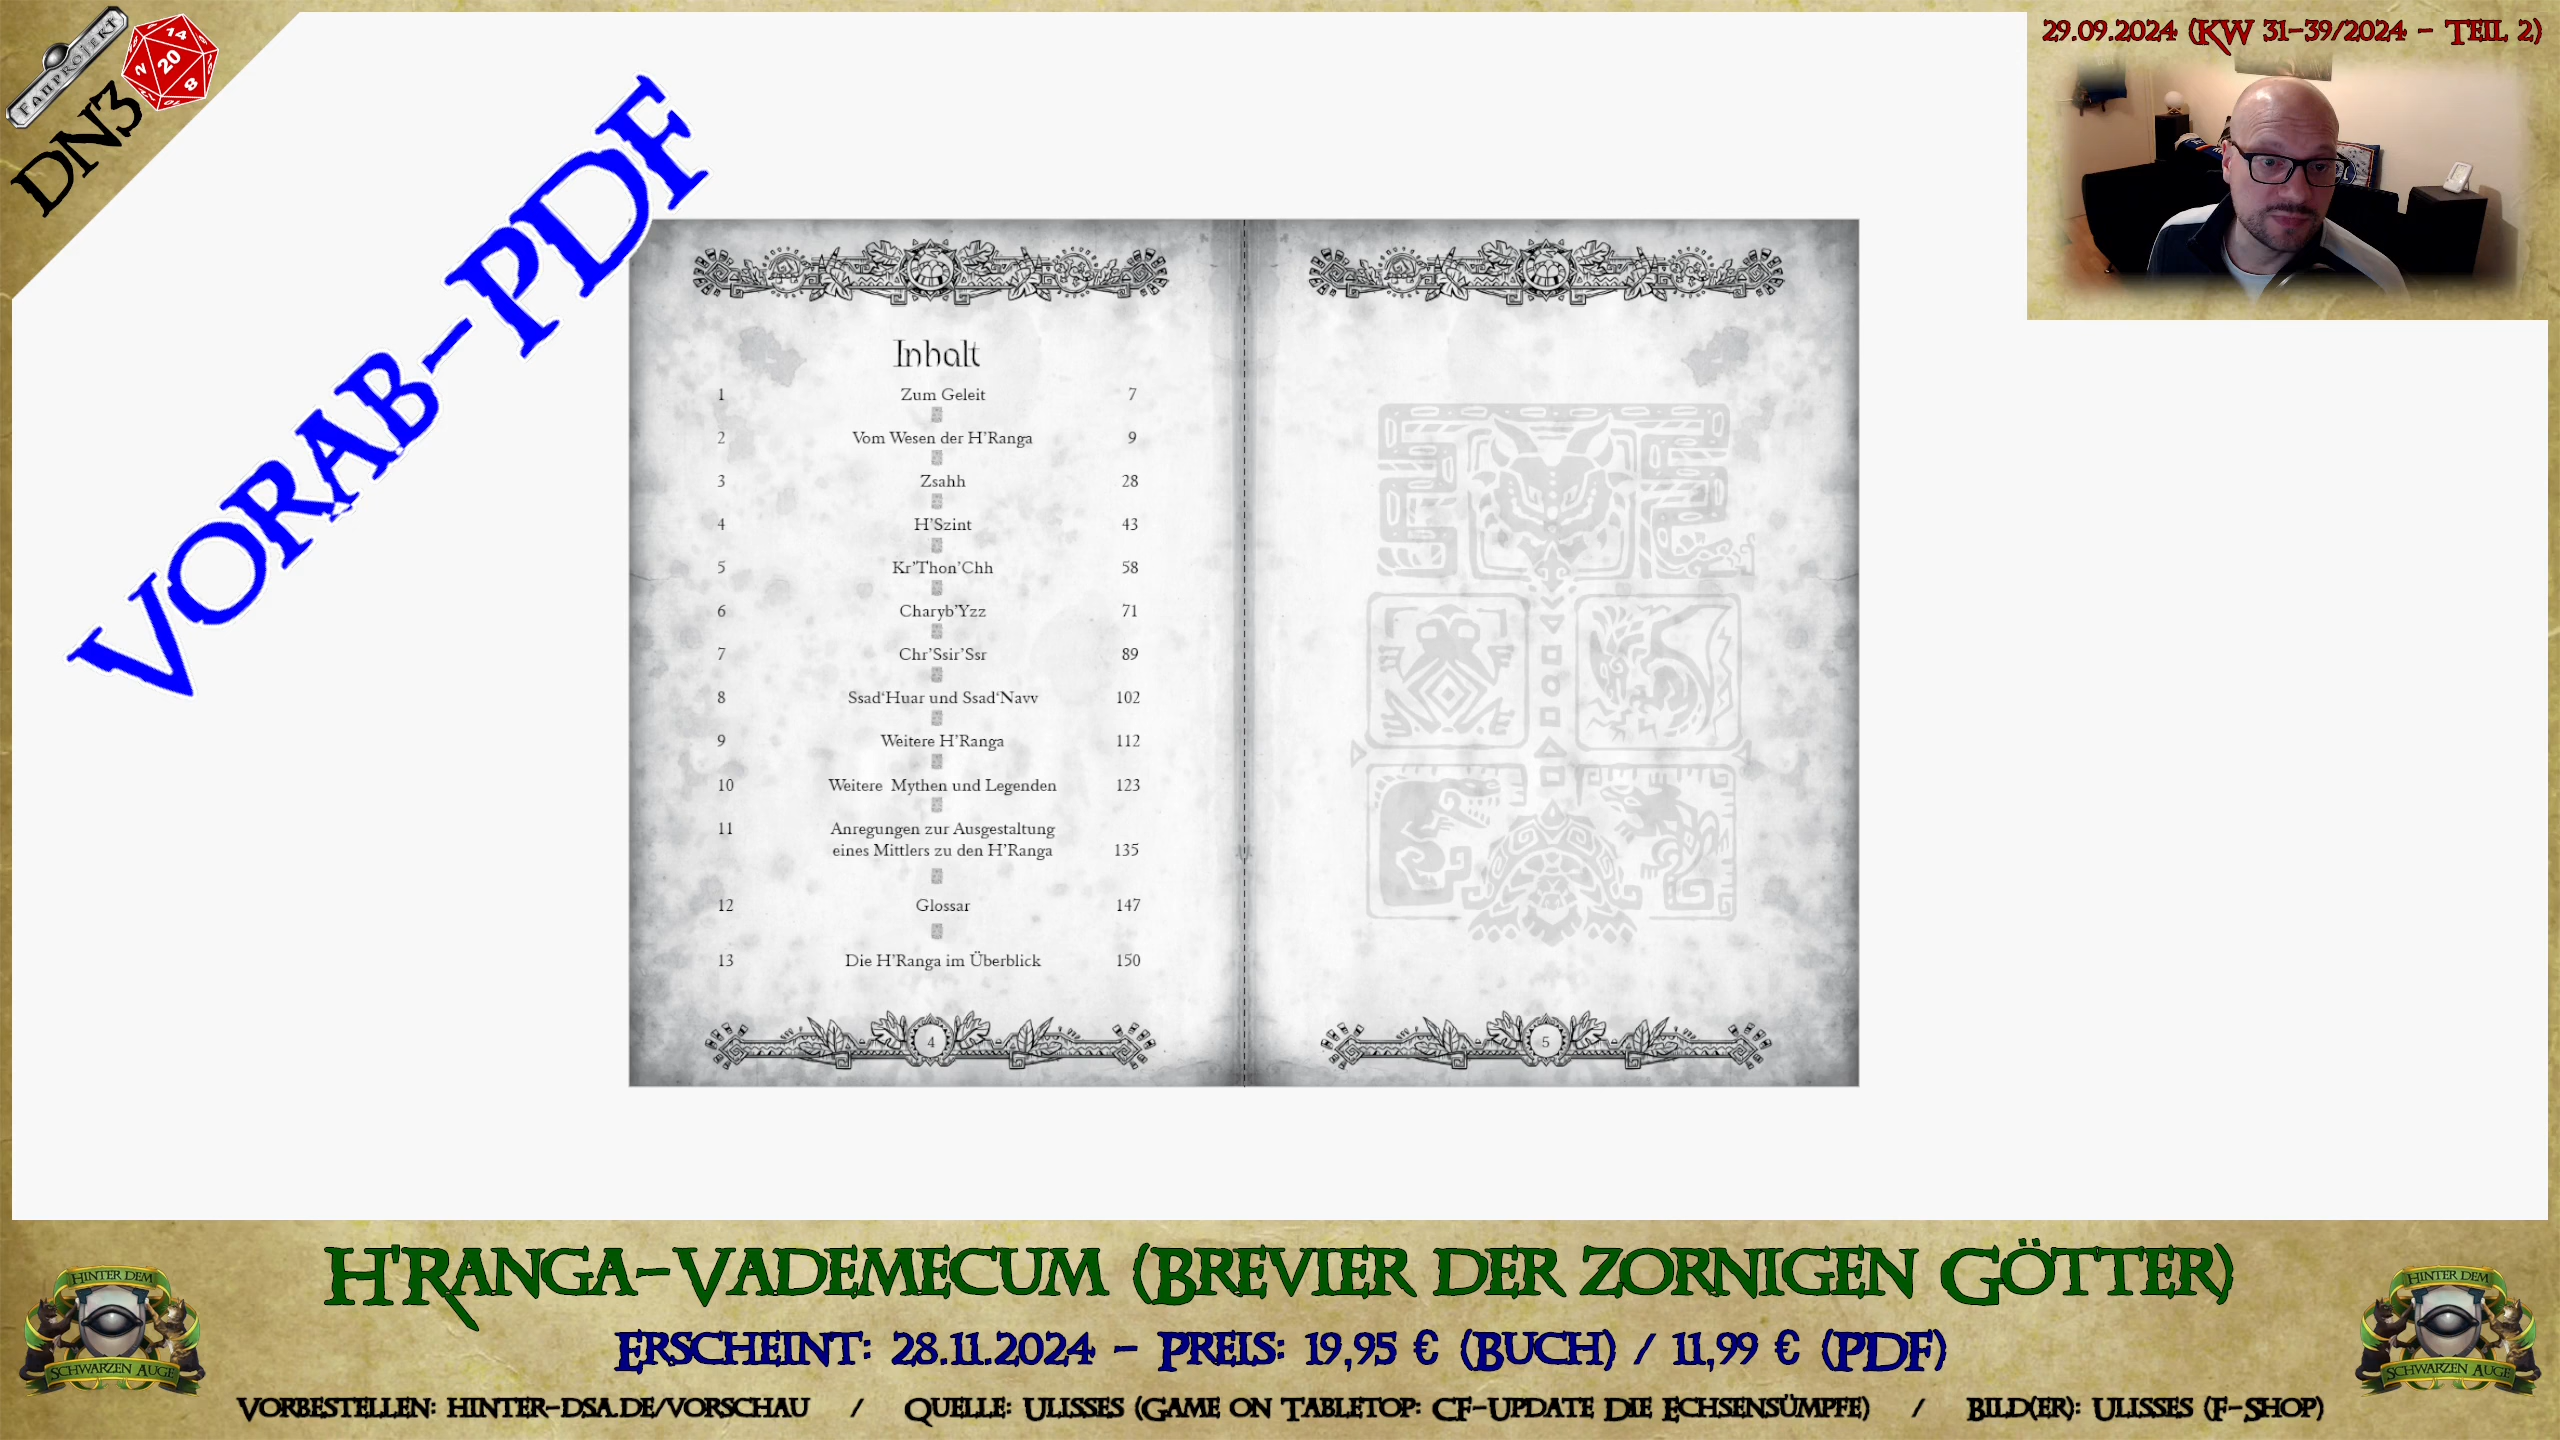 FANPROJEKT
DN3
14
2
20
8
29.09.2024 (KW 31-39/2024 - Teil 2)
Vorab-PDF
Inhalt
1 Zum Geleit 7
2 Vom Wesen der H'Ranga 9
3 Zsahh 28
4 H'Szint 43
5 Kr'Thon'Chh 58
6 Charyb'Yzz 71
7 Chr'Ssir'Ssr 89
8 Ssad'Huar und Ssad'Navv 102
9 Weitere H'Ranga 112
10 Weitere Mythen und Legenden 123
11 Anregungen zur Ausgestaltung
eines Mittlers zu den H'Ranga 135
12 Glossar 147
13 Die H'Ranga im Überblick 150
4
5
H'Ranga-Vademecum (Brevier der zornigen Götter)
Erscheint: 28.11.2024 - Preis: 19,95 € (Buch) / 11,99 € (PDF)
Vorbestellen: hinter-dsa.de/vorschau / Quelle: Ulisses (Game on Tabletop: CF-Update Die Echsensümpfe) / Bild(er): Ulisses (F-Shop)
Hinter dem
Schwarzen Auge
Hinter dem
Schwarzen Auge